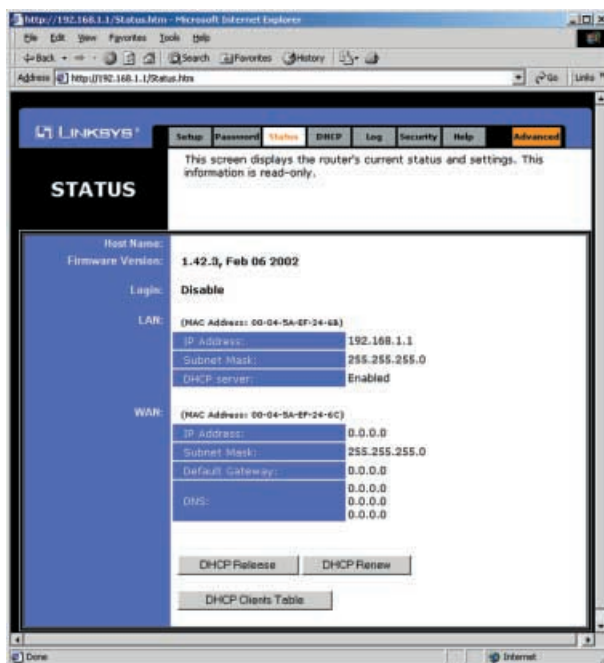 http://192.168.1.1/Status.htm - Microsoft Internet Explorer
File Edit View Favorites Tools Help
Back Search Favorites History
Address http://192.168.1.1/Status.htm Go Links
LINKSYS®
Setup Password Status DHCP Log Security Help Advanced
STATUS
This screen displays the router's current status and settings. This
information is read-only.
Host Name:
Firmware Version: 1.42.3, Feb 06 2002
Login: Disable
LAN: (MAC Address: 00-04-5A-EF-24-6B)
IP Address: 192.168.1.1
Subnet Mask: 255.255.255.0
DHCP server: Enabled
WAN: (MAC Address: 00-04-5A-EF-24-6C)
IP Address: 0.0.0.0
Subnet Mask: 255.255.255.0
Default Gateway: 0.0.0.0
DNS: 0.0.0.0
0.0.0.0
0.0.0.0
DHCP Release DHCP Renew
DHCP Clients Table
Done Internet